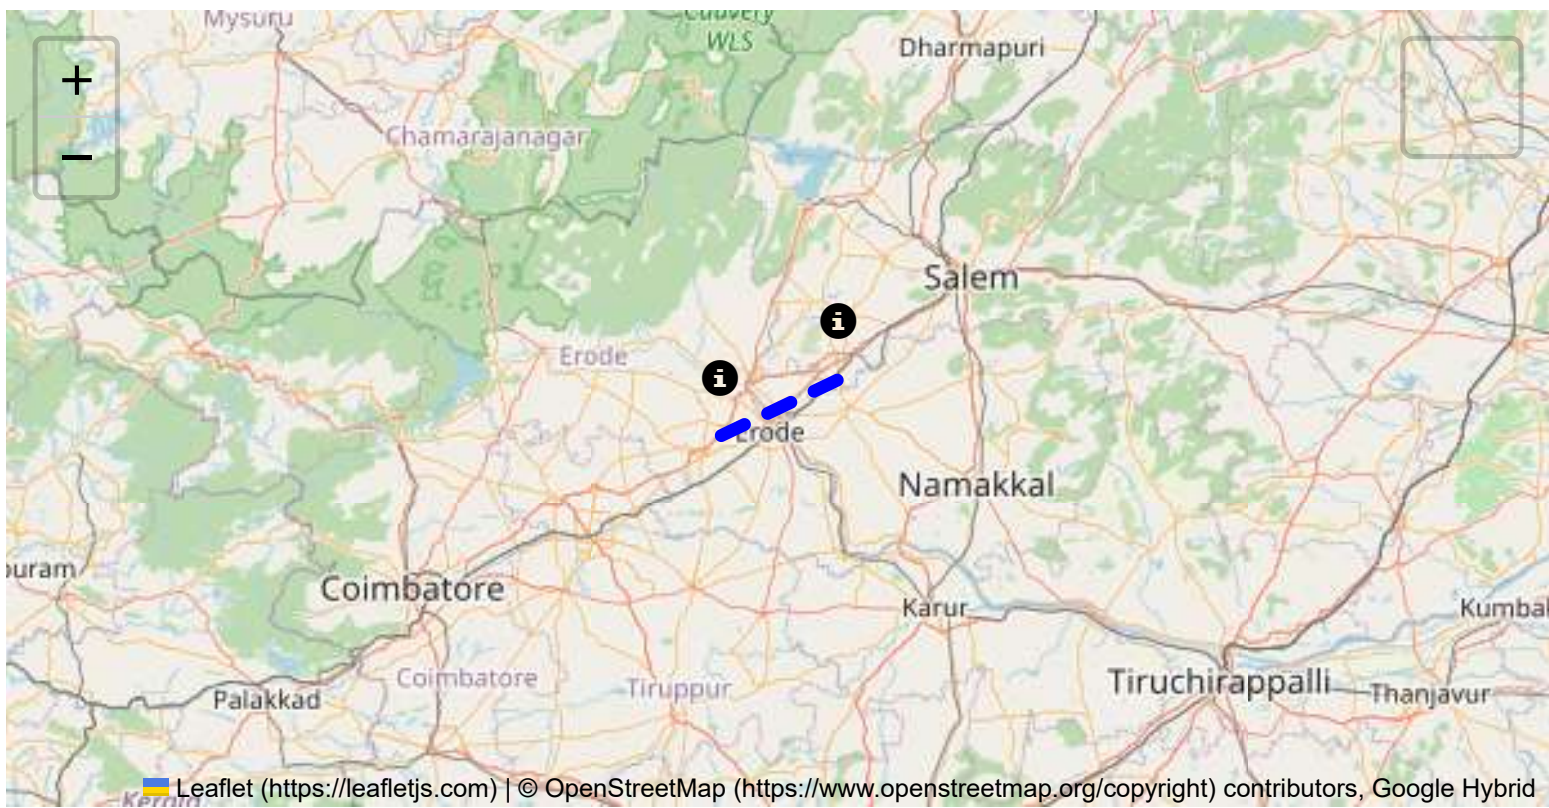 Mysuru
Cauvery
WLS
Dharmapuri
+
Chamarajanagar
−
Salem
i
Erode
i
Erode
Namakkal
Coimbatore
Karur
Coimbatore
Tiruppur
Palakkad
Tiruchirappalli
Thanjavur
Leaflet (https://leafletjs.com) | © OpenStreetMap (https://www.openstreetmap.org/copyright) contributors, Google Hybrid